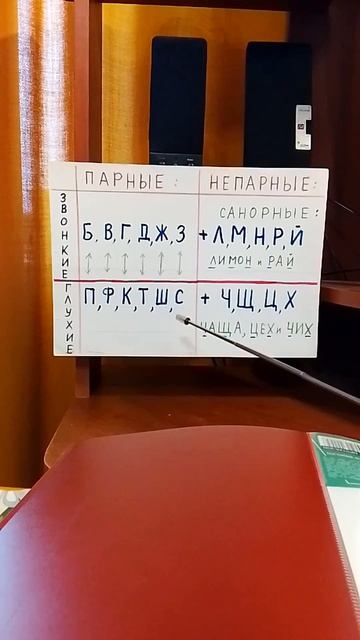 ПАРНЫЕ: НЕПАРНЫЕ:
ЗВОНКИЕ
САНОРНЫЕ:
Б, В, Г, Д, Ж, З + Л, М, Н, Р, Й
ЛИМОН и РАЙ
ГЛУХИЕ
П, Ф, К, Т, Ш, С + Ч, Щ, Ц, Х
ЧАЩА, ЦЕХ и ЧИХ